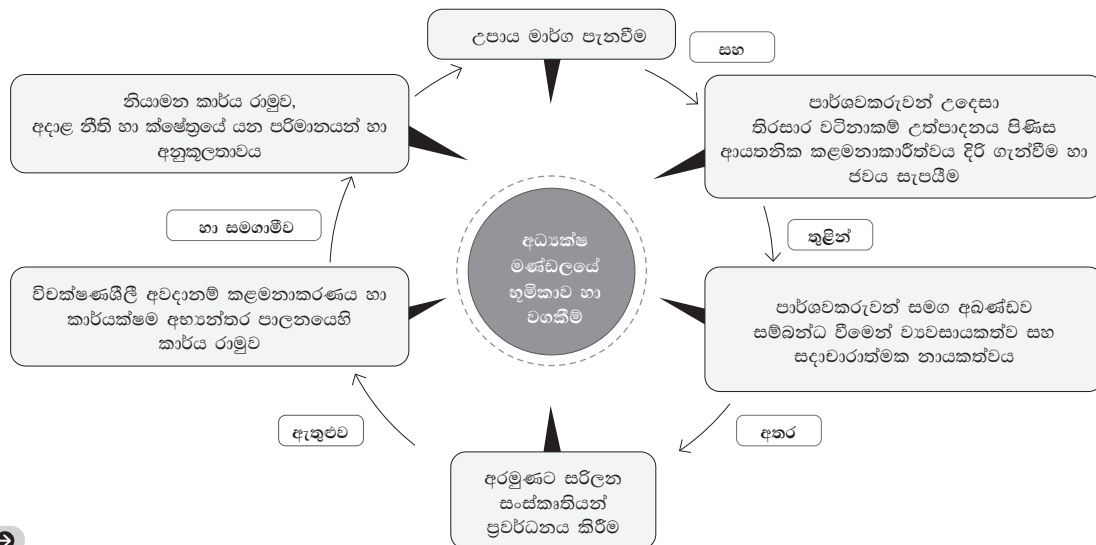 උපාය මාර්ග පැනවීම
සහ
පාර්ශවකරුවන් උදෙසා
තිරසාර වටිනාකම් උත්පාදනය පිණිස
ආයතනික කළමනාකාරීත්වය දිරි ගැන්වීම හා
ජවය සැපයීම
තුළින්
පාර්ශවකරුවන් සමග අඛණ්ඩව
සම්බන්ධ වීමෙන් ව්‍යවසායකත්ව සහ
සදාචාරාත්මක නායකත්වය
අතර
අරමුණට සරිලන
සංස්කෘතියන්
ප්‍රවර්ධනය කිරීම
ඇතුළුව
විචක්ෂණශීලී අවදානම් කළමනාකරණය හා
කාර්යක්ෂම අභ්‍යන්තර පාලනයෙහි
කාර්ය රාමුව
හා සමගාමීව
නියාමන කාර්ය රාමුව,
අදාළ නීති හා ක්ෂේත්‍රයේ යන පරිමානයන් හා
අනුකූලතාවය
අධ්‍යක්ෂ
මණ්ඩලයේ
භූමිකාව හා
වගකීම්